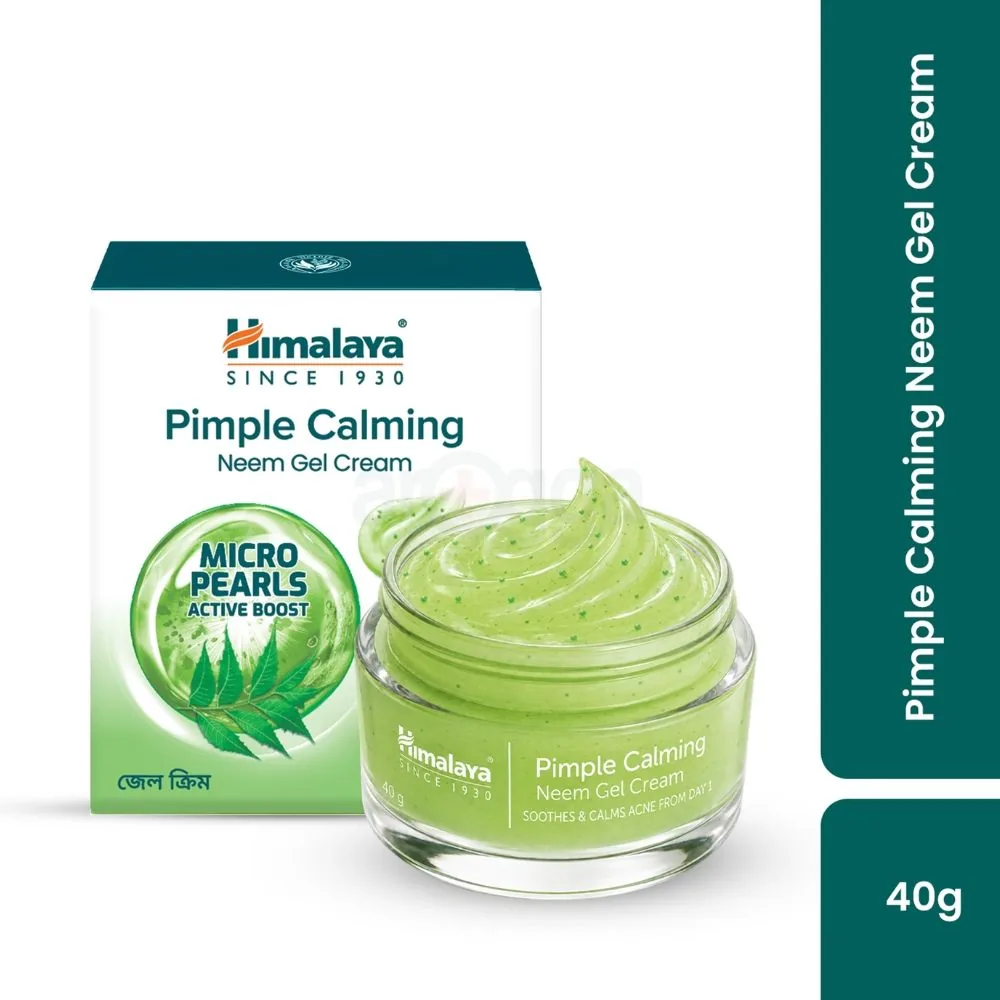 Himalaya®
SINCE 1930
Pimple Calming
Neem Gel Cream
MICRO
PEARLS
ACTIVE BOOST
জেল ক্রিম
Himalaya®
SINCE 1930
40 g
Pimple Calming
Neem Gel Cream
SOOTHES & CALMS ACNE FROM DAY 1
Pimple Calming Neem Gel Cream
40g